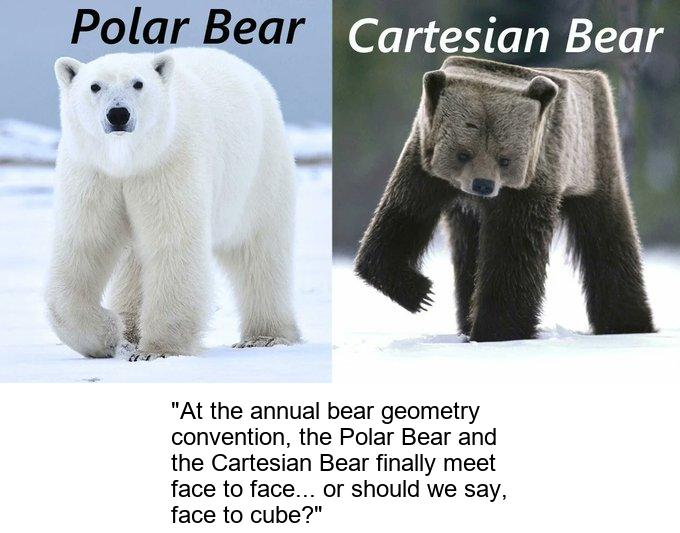 Polar Bear
Cartesian Bear
"At the annual bear geometry
convention, the Polar Bear and
the Cartesian Bear finally meet
face to face... or should we say,
face to cube?"